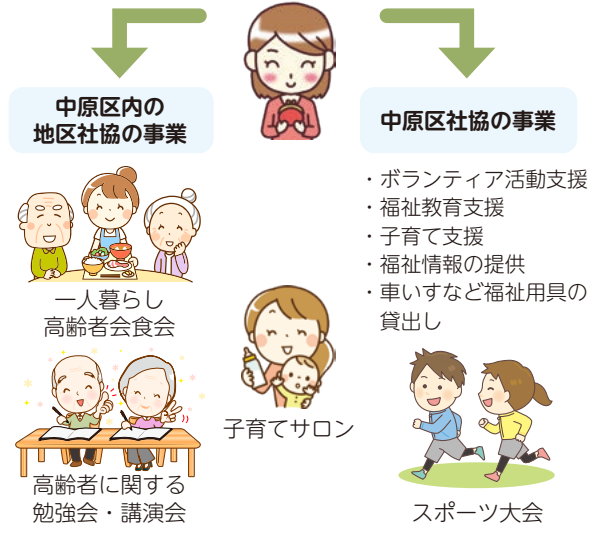 中原区内の
地区社協の事業
一人暮らし
高齢者会食会
高齢者に関する
勉強会・講演会
子育てサロン
中原区社協の事業
・ボランティア活動支援
・福祉教育支援
・子育て支援
・福祉情報の提供
・車いすなど福祉用具の
貸出し
スポーツ大会